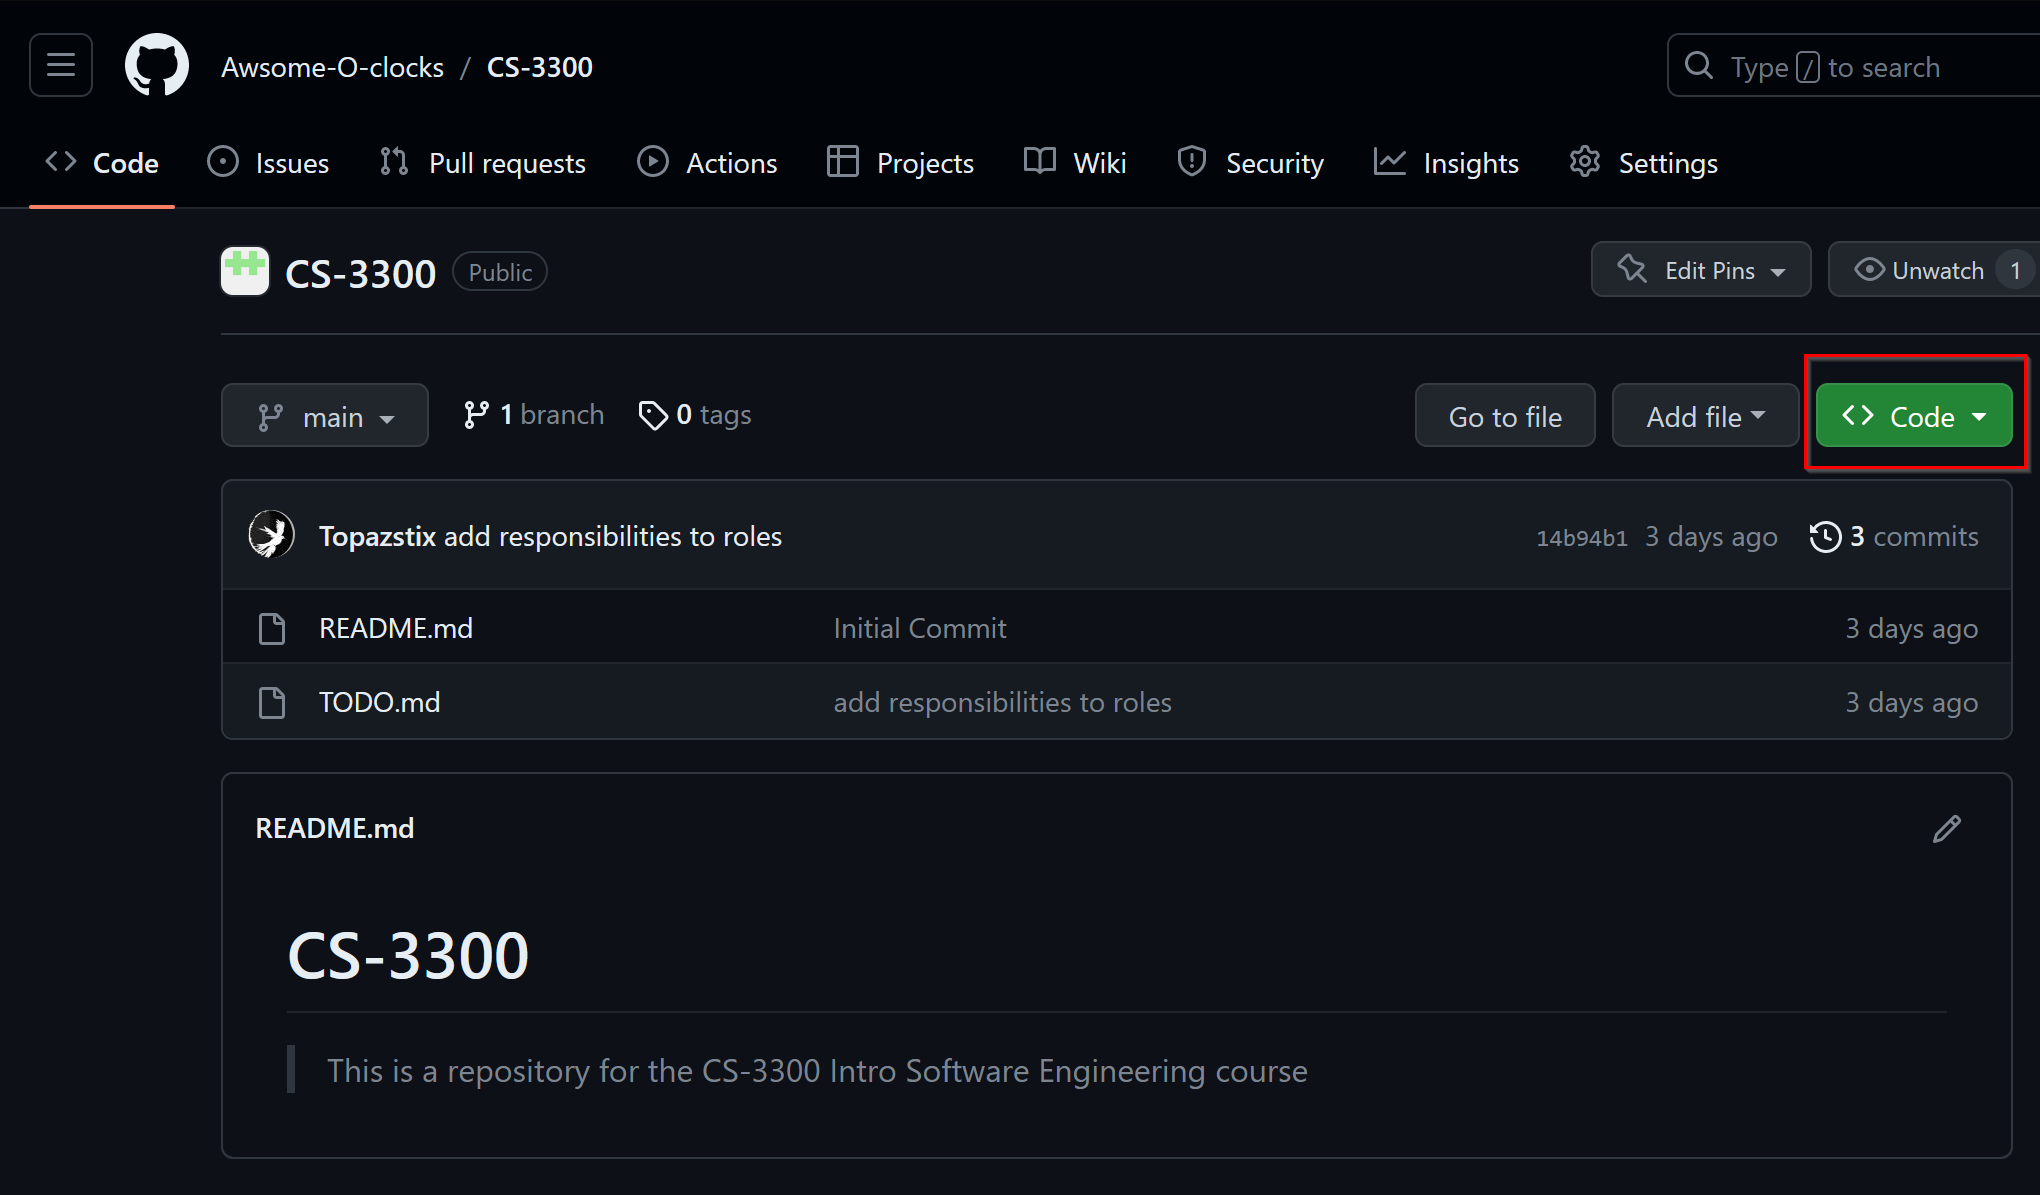 Awsome-O-clocks / CS-3300
Type / to search
Code Issues Pull requests Actions Projects Wiki Security Insights Settings
CS-3300 Public Edit Pins Unwatch 1
main 1 branch 0 tags Go to file Add file Code
Topazstix add responsibilities to roles 14b94b1 3 days ago 3 commits
README.md Initial Commit 3 days ago
TODO.md add responsibilities to roles 3 days ago
README.md
CS-3300
This is a repository for the CS-3300 Intro Software Engineering course